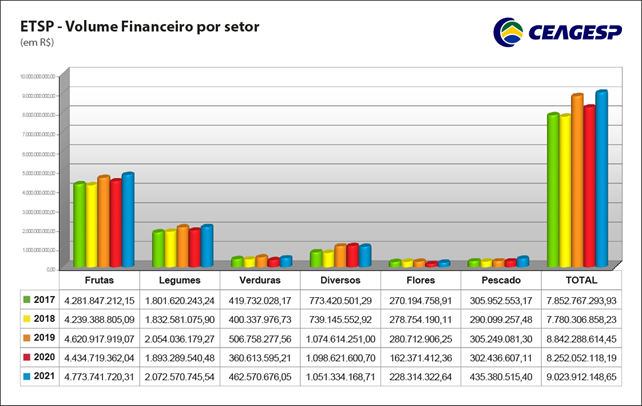 ETSP - Volume Financeiro por setor
(em R$)
CEAGESP
10.000.000.000,00
9.000.000.000,00
8.000.000.000,00
7.000.000.000,00
6.000.000.000,00
5.000.000.000,00
4.000.000.000,00
3.000.000.000,00
2.000.000.000,00
1.000.000.000,00
0,00
Frutas Legumes Verduras Diversos Flores Pescado TOTAL
2017 4.281.847.212,15 1.801.620.243,24 419.732.028,17 773.420.501,29 270.194.758,91 305.952.553,17 7.852.767.293,93
2018 4.239.388.805,09 1.832.581.075,90 400.337.976,73 739.145.552,92 278.754.190,11 290.099.257,48 7.780.306.858,23
2019 4.620.917.919,07 2.054.036.179,27 506.758.277,56 1.074.614.251,00 280.712.906,25 305.249.081,30 8.842.288.614,45
2020 4.434.719.362,04 1.893.289.540,48 360.613.595,21 1.098.621.600,70 162.371.412,36 302.436.607,11 8.252.052.118,19
2021 4.773.741.720,31 2.072.570.745,54 462.570.676,05 1.051.334.168,71 228.314.322,64 435.380.515,40 9.023.912.148,65